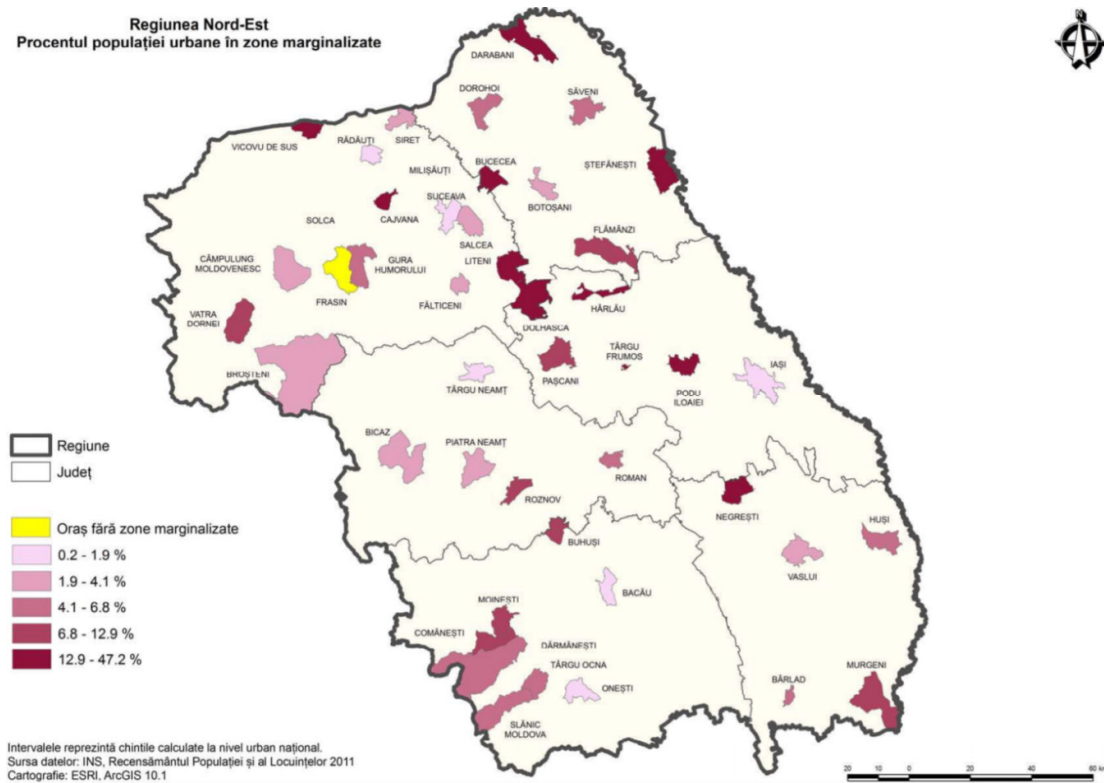 Regiunea Nord-Est
Procentul populației urbane în zone marginalizate
N
DARABANI
DOROHOI
SĂVENI
VICOVU DE SUS
RĂDĂUȚI
SIRET
MILIȘĂUȚI
BUCECEA
ȘTEFĂNEȘTI
SUCEAVA
BOTOȘANI
CAJVANA
SOLCA
SALCEA
FLĂMÂNZI
CÂMPULUNG
MOLDOVENESC
GURA
HUMORULUI
LITENI
FRASIN
FĂLTICENI
HÂRLĂU
VATRA
DORNEI
DOLHASCA
BROȘTENI
TÂRGU NEAMȚ
PAȘCANI
TÂRGU
FRUMOS
PODU
ILOAIEI
IAȘI
BICAZ
PIATRA NEAMȚ
ROMAN
ROZNOV
NEGREȘTI
HUȘI
BUHUȘI
VASLUI
BACĂU
MOINEȘTI
COMĂNEȘTI
DĂRMĂNEȘTI
TÂRGU OCNA
ONEȘTI
SLĂNIC
MOLDOVA
BÂRLAD
MURGENI
Regiune
Județ
Oraș fără zone marginalizate
0.2 - 1.9 %
1.9 - 4.1 %
4.1 - 6.8 %
6.8 - 12.9 %
12.9 - 47.2 %
Intervalele reprezintă chintile calculate la nivel urban național.
Sursa datelor: INS, Recensământul Populației și al Locuințelor 2011
Cartografie: ESRI, ArcGIS 10.1
20 0 20 40 60 km